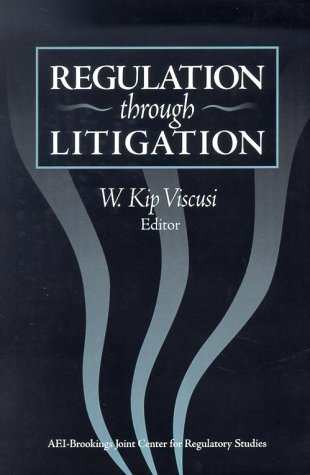 REGULATION
through
LITIGATION
W. Kip Viscusi
Editor
AEI-Brookings Joint Center for Regulatory Studies